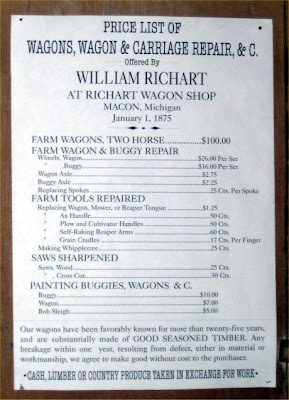 PRICE LIST OF
WAGONS, WAGON & CARRIAGE REPAIR, & C.
Offered By
WILLIAM RICHART
AT RICHART WAGON SHOP
MACON, Michigan
January 1, 1875
FARM WAGONS, TWO HORSE $100.00
FARM WAGON & BUGGY REPAIR
Wheels, Wagon $26.00 Per Set
" , Buggy $16.00 Per Set
Wagon Axle $2.75
Buggy Axle $2.25
Replacing Spokes 25 Cts. Per Spoke
FARM TOOLS REPAIRED
Replacing Wagon, Mower, or Reaper Tongue $1.25
" Ax Handle 50 Cts.
" Plow and Cultivator Handles 50 Cts.
" Self-Raking Reaper Arms 60 Cts.
" Grain Cradles 17 Cts. Per Finger
Making Whippletree 25 Cts.
SAWS SHARPENED
Saws, Wood 25 Cts.
" , Cross Cut 30 Cts.
PAINTING BUGGIES, WAGONS & C.
Buggy $10.00
Wagon $7.00
Bob Sleigh $5.00
Our wagons have been favorably known for more than twenty-five years,
and are substantially made of GOOD SEASONED TIMBER. Any
breakage within one year, resulting from defect, either in material or
workmanship, we agree to make good without cost to the purchaser.
• CASH, LUMBER OR COUNTRY PRODUCE TAKEN IN EXCHANGE FOR WORK •